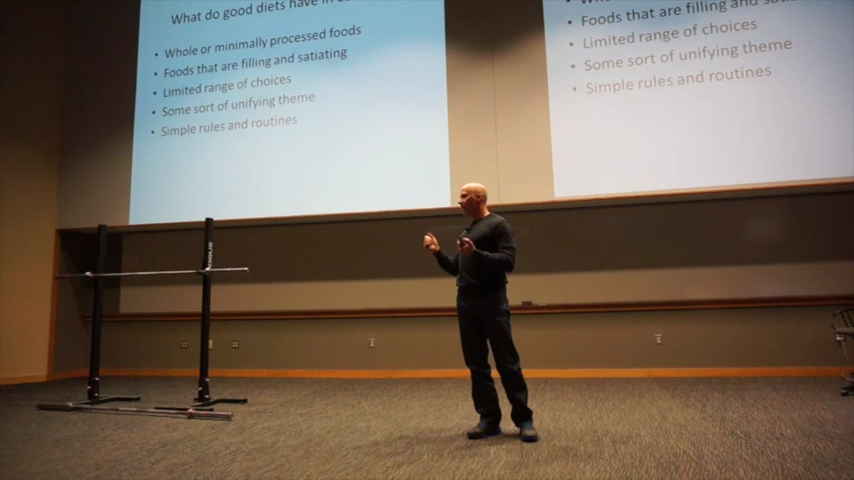 What do good diets have in
• Whole or minimally processed foods
• Foods that are filling and satiating
• Limited range of choices
• Some sort of unifying theme
• Simple rules and routines
• Foods that are filling and satiating
• Limited range of choices
• Some sort of unifying theme
• Simple rules and routines
ROGUE